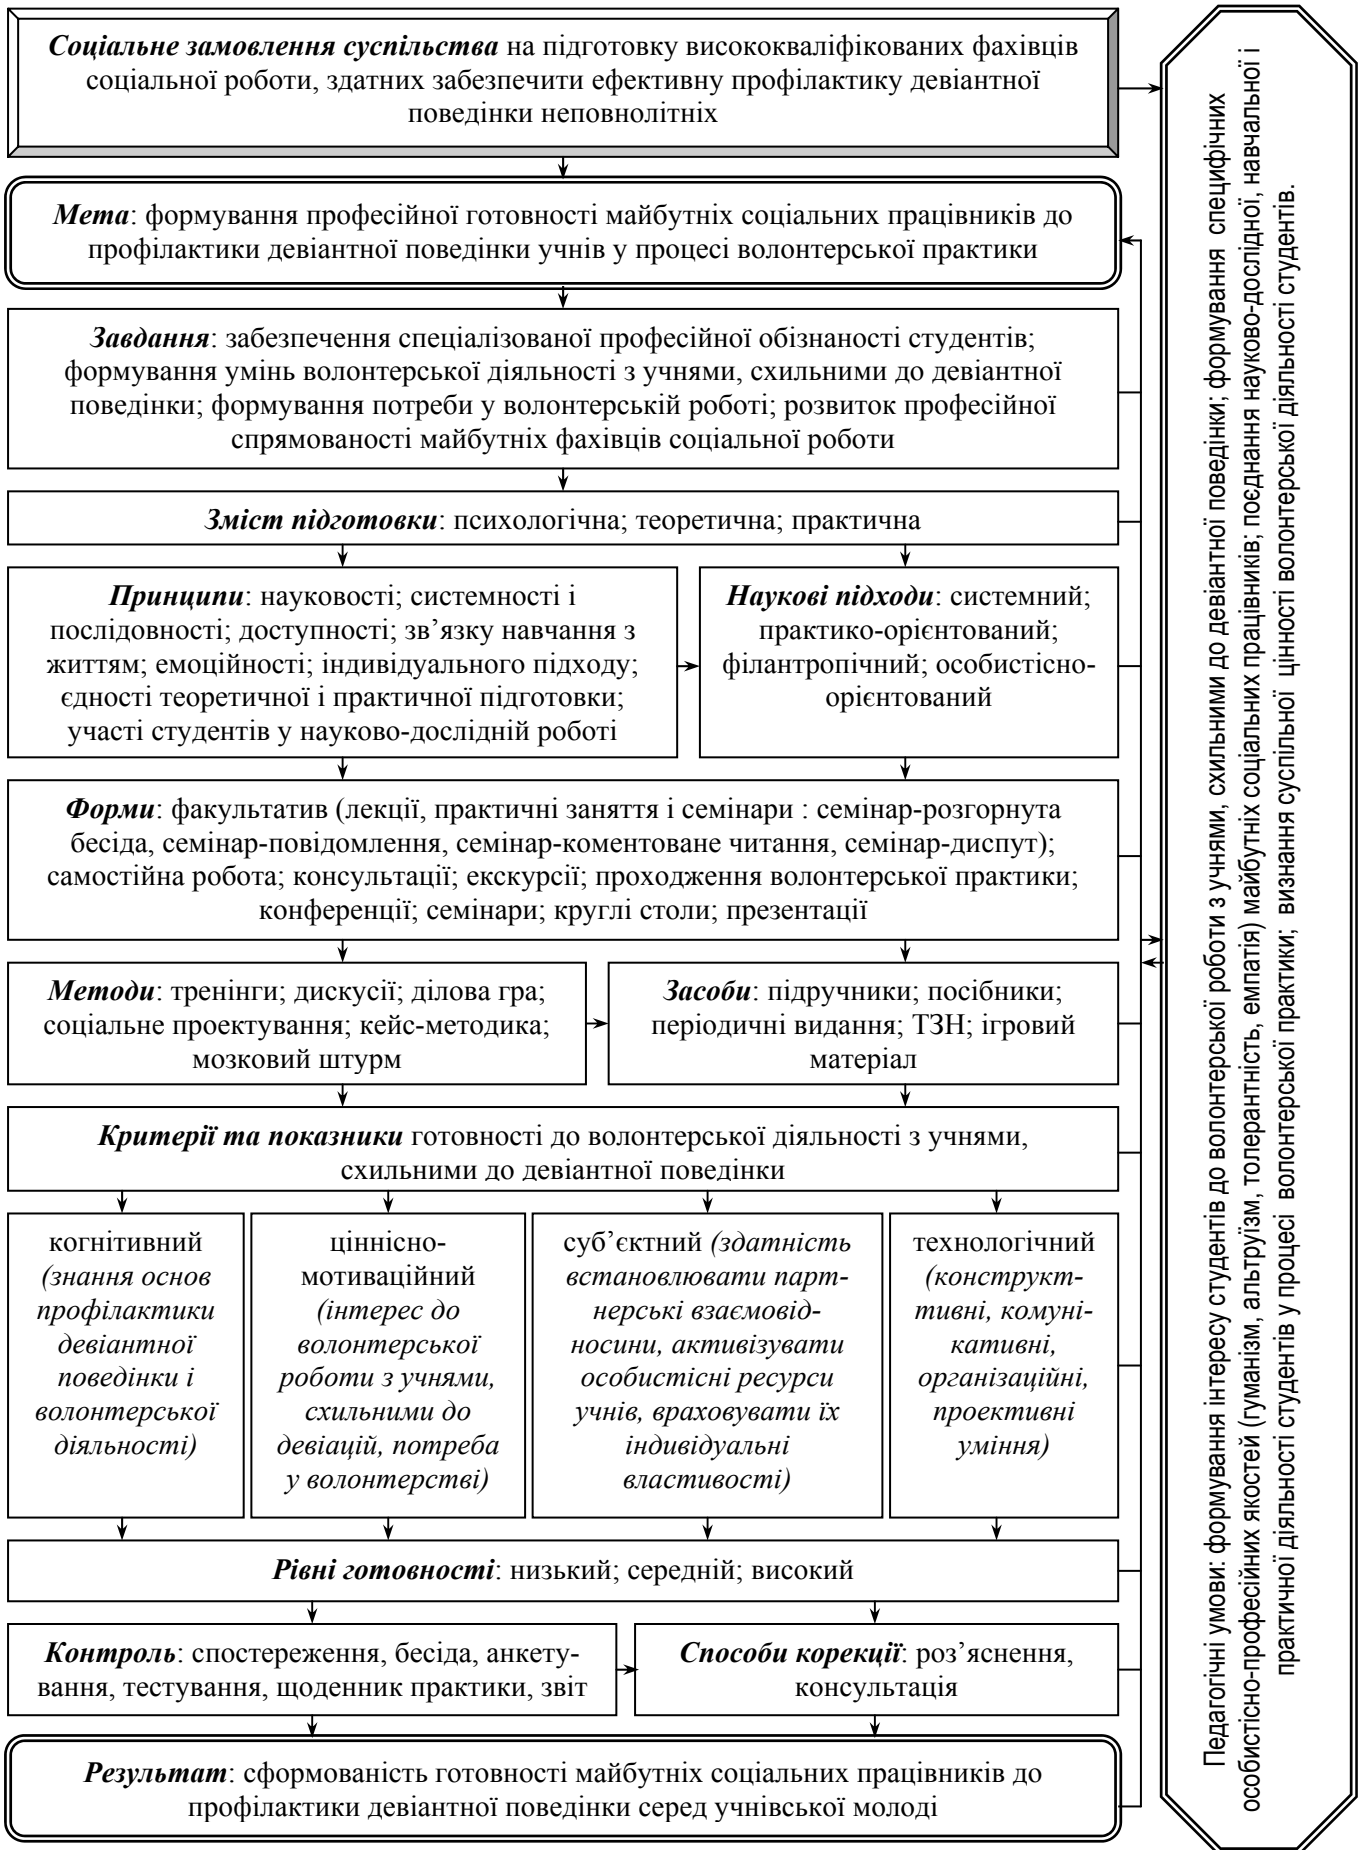 Соціальне замовлення суспільства на підготовку висококваліфікованих фахівців
соціальної роботи, здатних забезпечити ефективну профілактику девіантної
поведінки неповнолітніх
Мета: формування професійної готовності майбутніх соціальних працівників до
профілактики девіантної поведінки учнів у процесі волонтерської практики
Завдання: забезпечення спеціалізованої професійної обізнаності студентів;
формування умінь волонтерської діяльності з учнями, схильними до девіантної
поведінки; формування потреби у волонтерській роботі; розвиток професійної
спрямованості майбутніх фахівців соціальної роботи
Зміст підготовки: психологічна; теоретична; практична
Принципи: науковості; системності і
послідовності; доступності; зв’язку навчання з
життям; емоційності; індивідуального підходу;
єдності теоретичної і практичної підготовки;
участі студентів у науково-дослідній роботі
Наукові підходи: системний;
практико-орієнтований;
філантропічний; особистісно-
орієнтований
Форми: факультатив (лекції, практичні заняття і семінари : семінар-розгорнута
бесіда, семінар-повідомлення, семінар-коментоване читання, семінар-диспут);
самостійна робота; консультації; екскурсії; проходження волонтерської практики;
конференції; семінари; круглі столи; презентації
Методи: тренінги; дискусії; ділова гра;
соціальне проектування; кейс-методика;
мозковий штурм
Засоби: підручники; посібники;
періодичні видання; ТЗН; ігровий
матеріал
Критерії та показники готовності до волонтерської діяльності з учнями,
схильними до девіантної поведінки
когнітивний
(знання основ
профілактики
девіантної
поведінки і
волонтерської
діяльності)
ціннісно-
мотиваційний
(інтерес до
волонтерської
роботи з учнями,
схильними до
девіацій, потреба
у волонтерстві)
суб’єктний (здатність
встановлювати парт-
нерські взаємовід-
носини, активізувати
особистісні ресурси
учнів, враховувати їх
індивідуальні
властивості)
технологічний
(конструкт-
тивні, комуні-
кативні,
організаційні,
проективні
уміння)
Рівні готовності: низький; середній; високий
Контроль: спостереження, бесіда, анкету-
вання, тестування, щоденник практики, звіт
Способи корекції: роз’яснення,
консультація
Результат: сформованість готовності майбутніх соціальних працівників до
профілактики девіантної поведінки серед учнівської молоді
Педагогічні умови: формування інтересу студентів до волонтерської роботи з учнями, схильними до девіантної поведінки; формування специфічних
особистісно-професійних якостей (гуманізм, альтруїзм, толерантність, емпатія) майбутніх соціальних працівників; поєднання науково-дослідної, навчальної і
практичної діяльності студентів у процесі волонтерської практики; визнання суспільної цінності волонтерської діяльності студентів.